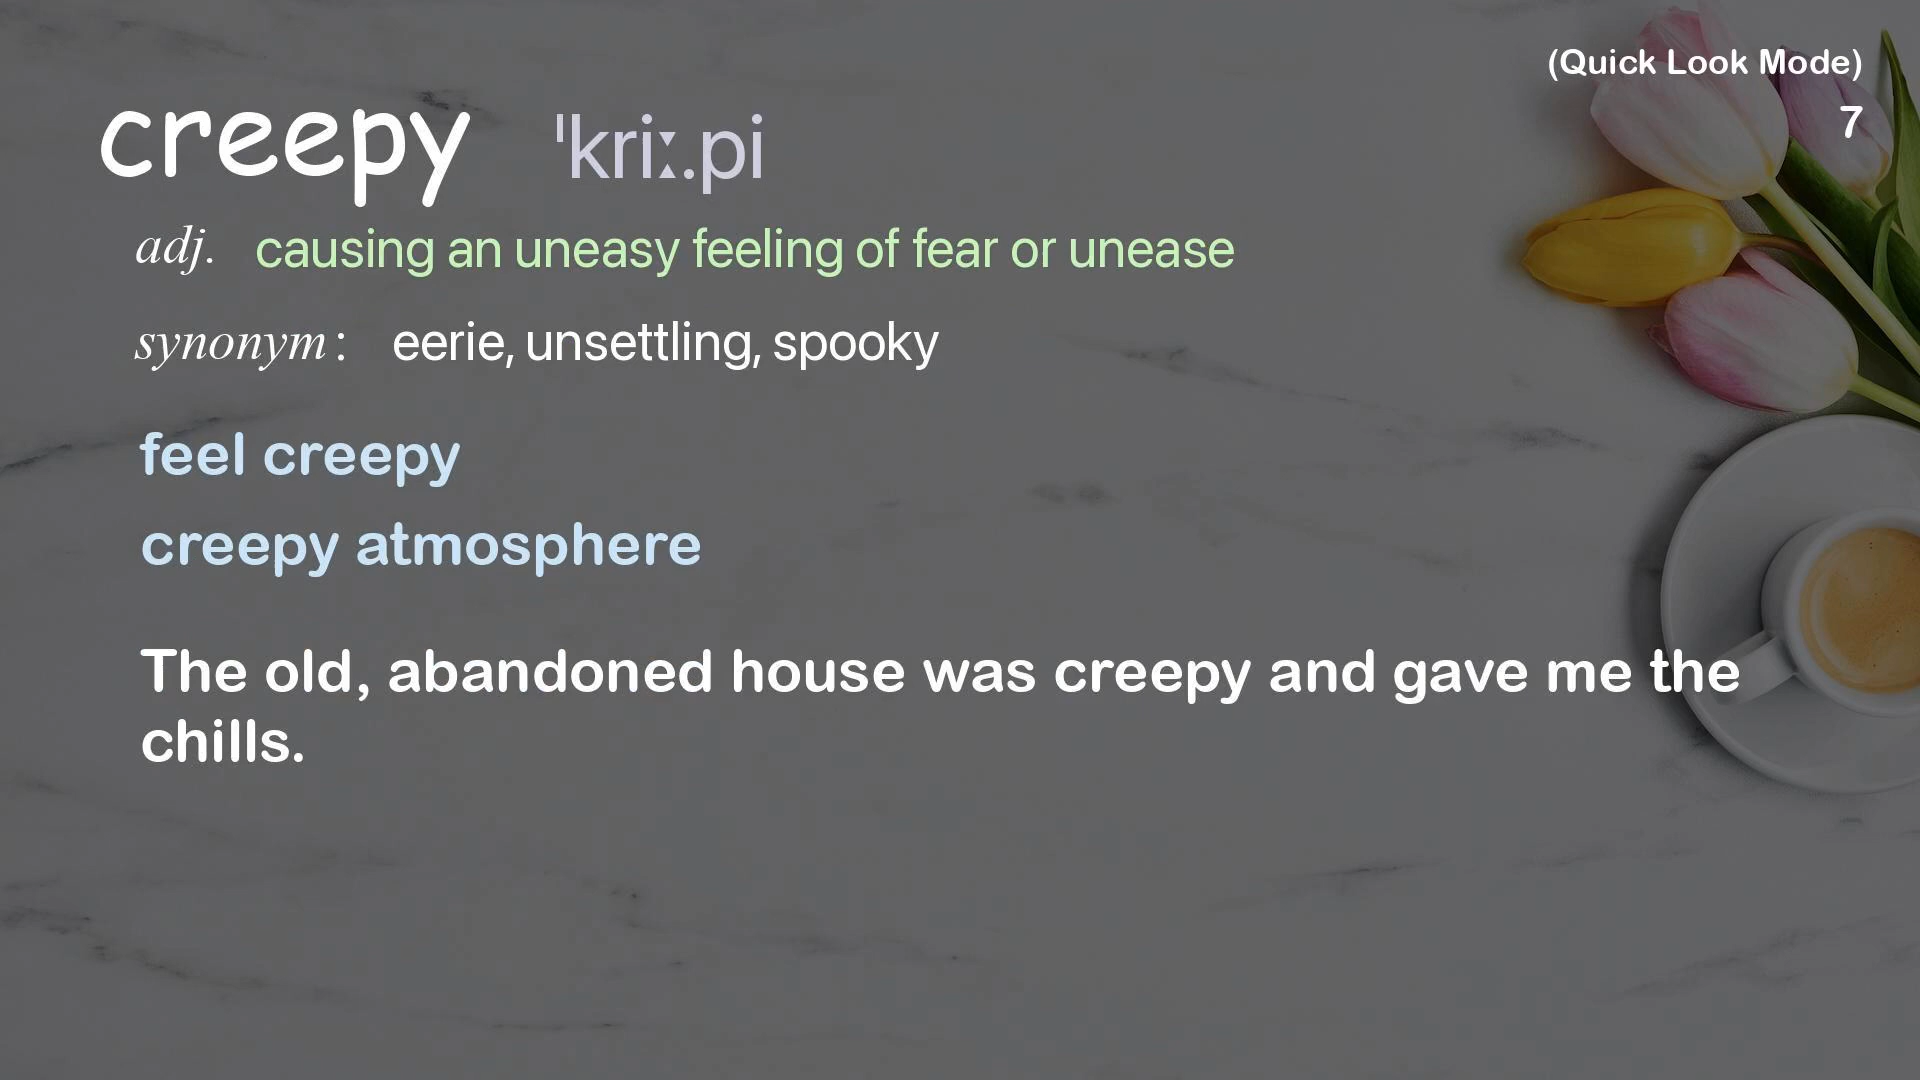 (Quick Look Mode)
7
creepy ˈkriː.pi
adj. causing an uneasy feeling of fear or unease
synonym: eerie, unsettling, spooky
feel creepy
creepy atmosphere
The old, abandoned house was creepy and gave me the
chills.